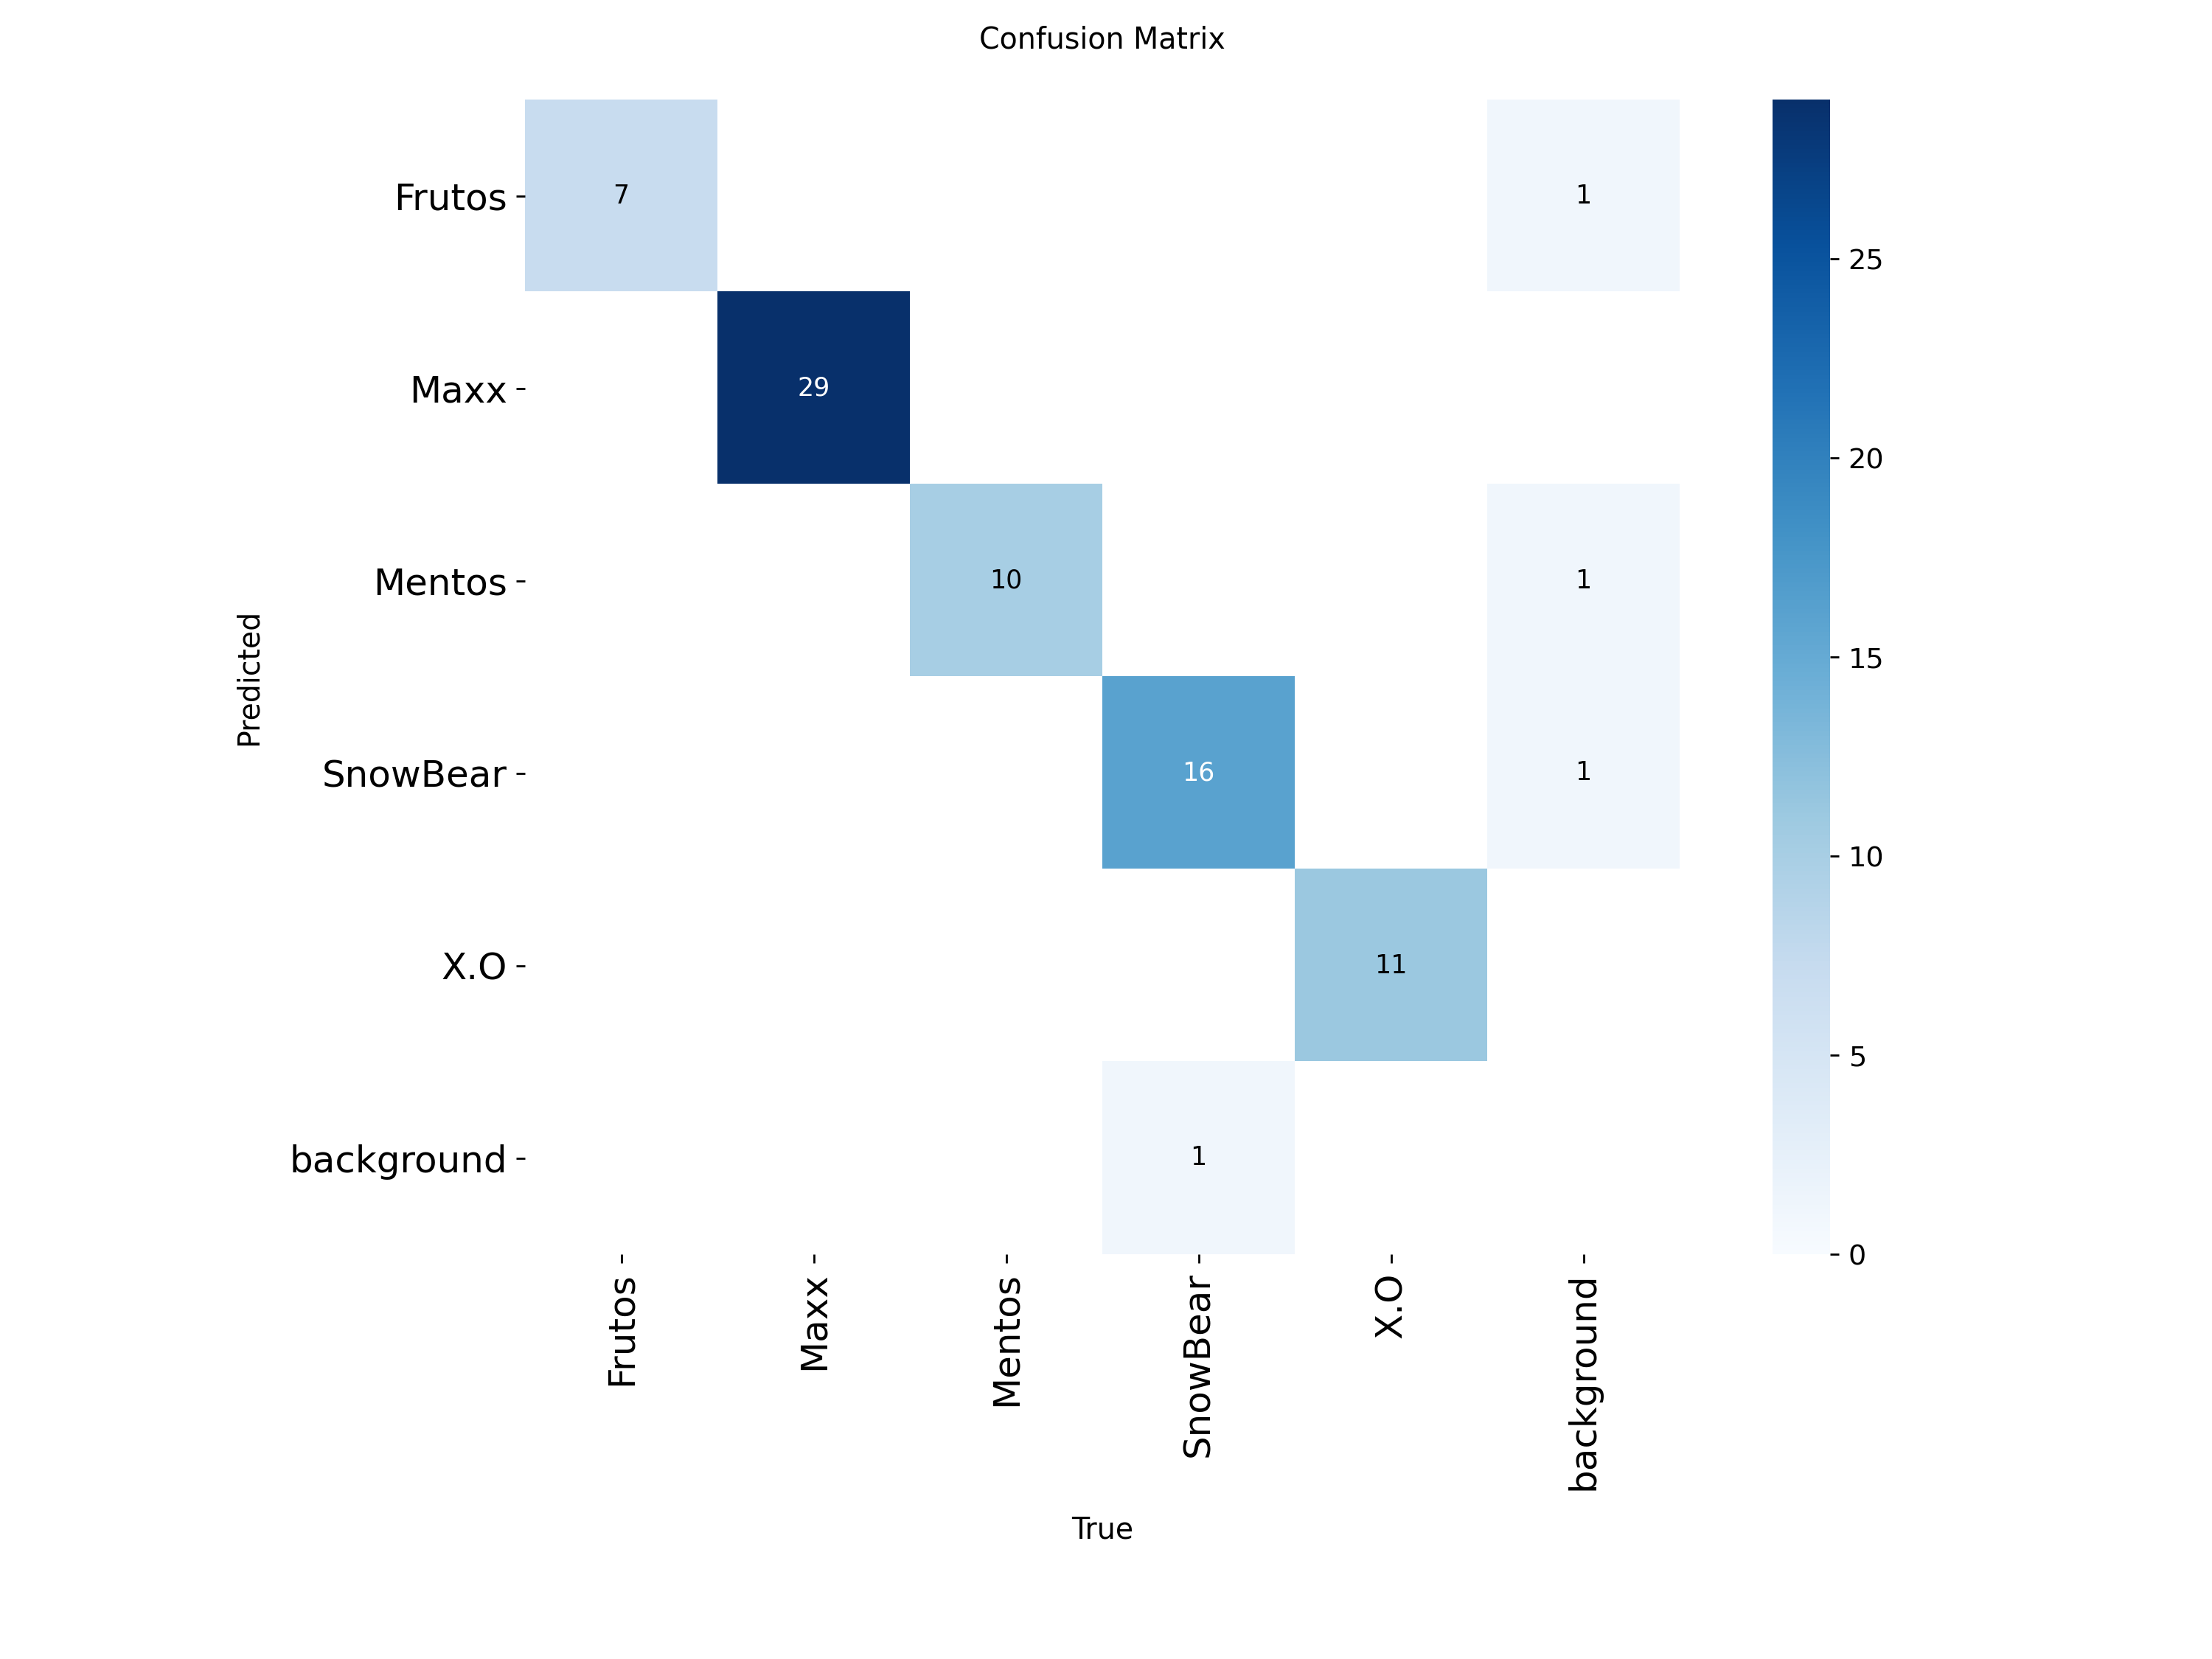 Confusion Matrix
Frutos
7
1
25
Maxx
29
20
Mentos
10
1
Predicted
15
SnowBear
16
1
10
X.O
11
5
background
1
0
Frutos
Maxx
Mentos
SnowBear
X.O
background
True